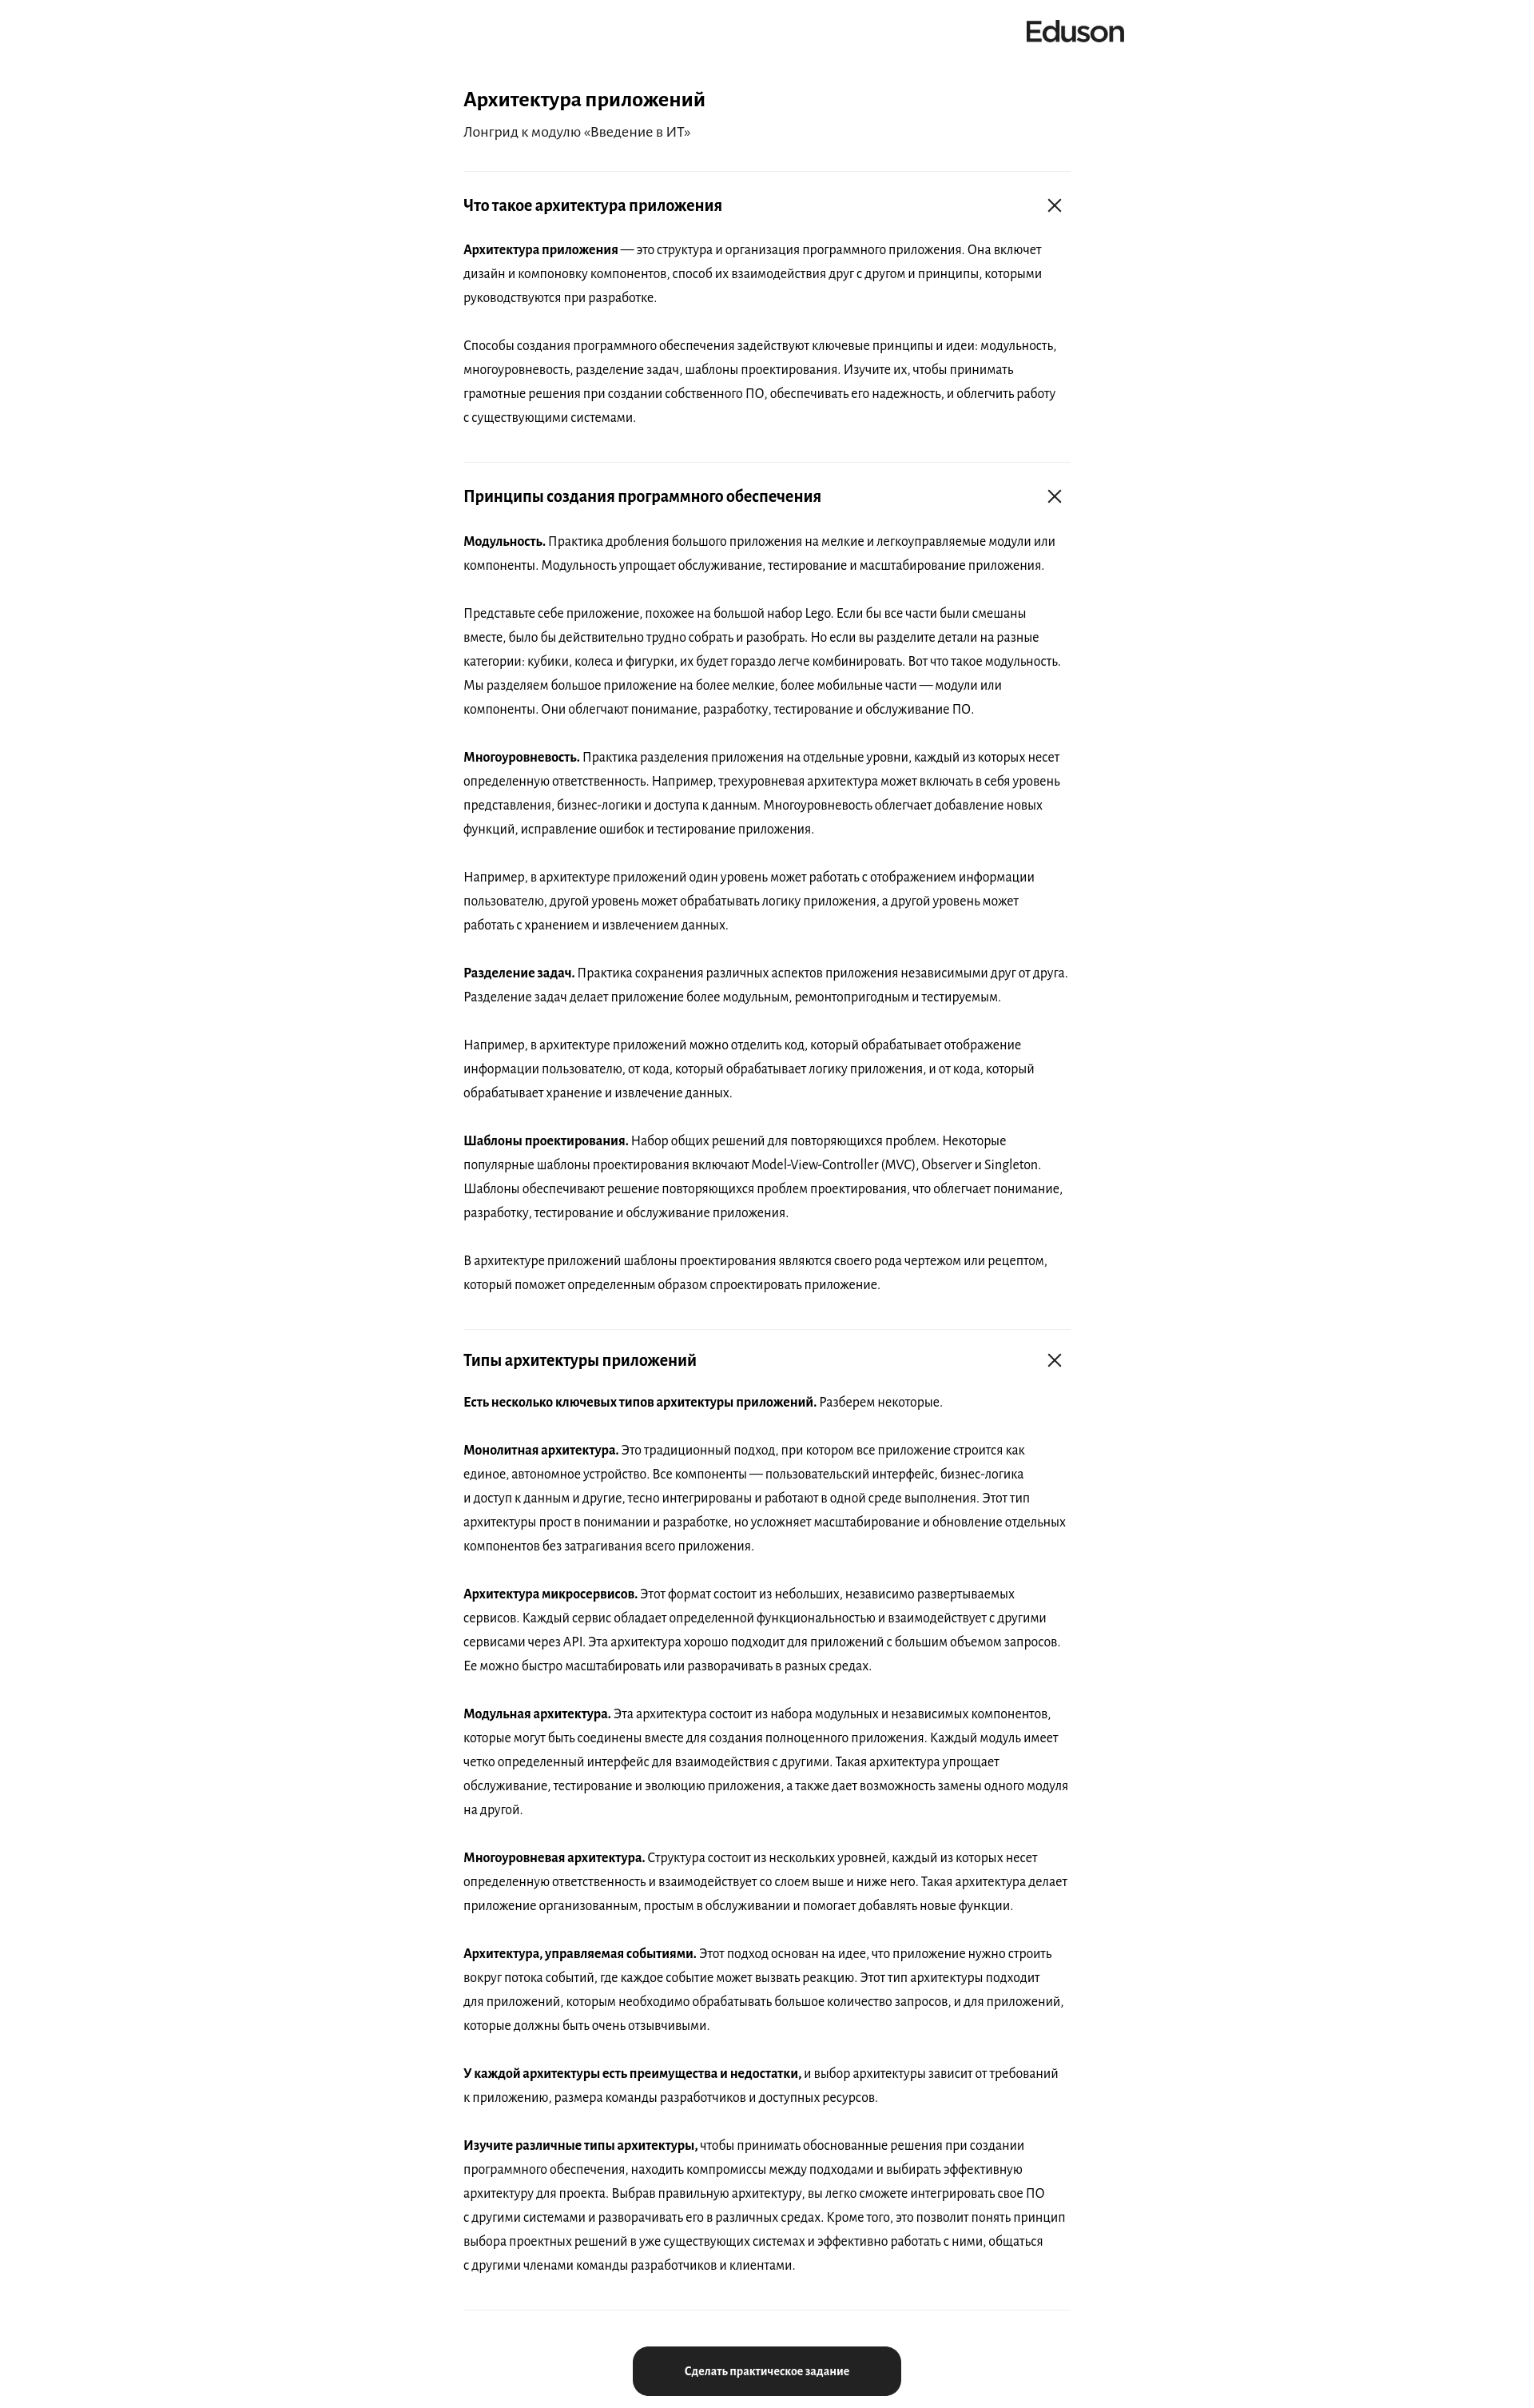 Eduson
Архитектура приложений
Лонгрид к модулю «Введение в ИТ»
Что такое архитектура приложения
Архитектура приложения — это структура и организация программного приложения. Она включет
дизайн и компоновку компонентов, способ их взаимодействия друг с другом и принципы, которыми
руководствуются при разработке.
Способы создания программного обеспечения задействуют ключевые принципы и идеи: модульность,
многоуровневость, разделение задач, шаблоны проектирования. Изучите их, чтобы принимать
грамотные решения при создании собственного ПО, обеспечивать его надежность, и облегчить работу
с существующими системами.
Принципы создания программного обеспечения
Модульность. Практика дробления большого приложения на мелкие и легкоуправляемые модули или
компоненты. Модульность упрощает обслуживание, тестирование и масштабирование приложения.
Представьте себе приложение, похожее на большой набор Lego. Если бы все части были смешаны
вместе, было бы действительно трудно собрать и разобрать. Но если вы разделите детали на разные
категории: кубики, колеса и фигурки, их будет гораздо легче комбинировать. Вот что такое модульность.
Мы разделяем большое приложение на более мелкие, более мобильные части — модули или
компоненты. Они облегчают понимание, разработку, тестирование и обслуживание ПО.
Многоуровневость. Практика разделения приложения на отдельные уровни, каждый из которых несет
определенную ответственность. Например, трехуровневая архитектура может включать в себя уровень
представления, бизнес-логики и доступа к данным. Многоуровневость облегчает добавление новых
функций, исправление ошибок и тестирование приложения.
Например, в архитектуре приложений один уровень может работать с отображением информации
пользователю, другой уровень может обрабатывать логику приложения, а другой уровень может
работать с хранением и извлечением данных.
Разделение задач. Практика сохранения различных аспектов приложения независимыми друг от друга.
Разделение задач делает приложение более модульным, ремонтопригодным и тестируемым.
Например, в архитектуре приложений можно отделить код, который обрабатывает отображение
информации пользователю, от кода, который обрабатывает логику приложения, и от кода, который
обрабатывает хранение и извлечение данных.
Шаблоны проектирования. Набор общих решений для повторяющихся проблем. Некоторые
популярные шаблоны проектирования включают Model-View-Controller (MVC), Observer и Singleton.
Шаблоны обеспечивают решение повторяющихся проблем проектирования, что облегчает понимание,
разработку, тестирование и обслуживание приложения.
В архитектуре приложений шаблоны проектирования являются своего рода чертежом или рецептом,
который поможет определенным образом спроектировать приложение.
Типы архитектуры приложений
Есть несколько ключевых типов архитектуры приложений. Разберем некоторые.
Монолитная архитектура. Это традиционный подход, при котором все приложение строится как
единое, автономное устройство. Все компоненты — пользовательский интерфейс, бизнес-логика
и доступ к данным и другие, тесно интегрированы и работают в одной среде выполнения. Этот тип
архитектуры прост в понимании и разработке, но усложняет масштабирование и обновление отдельных
компонентов без затрагивания всего приложения.
Архитектура микросервисов. Этот формат состоит из небольших, независимо развертываемых
сервисов. Каждый сервис обладает определенной функциональностью и взаимодействует с другими
сервисами через API. Эта архитектура хорошо подходит для приложений с большим объемом запросов.
Ее можно быстро масштабировать или разворачивать в разных средах.
Модульная архитектура. Эта архитектура состоит из набора модульных и независимых компонентов,
которые могут быть соединены вместе для создания полноценного приложения. Каждый модуль имеет
четко определенный интерфейс для взаимодействия с другими. Такая архитектура упрощает
обслуживание, тестирование и эволюцию приложения, а также дает возможность замены одного модуля
на другой.
Многоуровневая архитектура. Структура состоит из нескольких уровней, каждый из которых несет
определенную ответственность и взаимодействует со слоем выше и ниже него. Такая архитектура делает
приложение организованным, простым в обслуживании и помогает добавлять новые функции.
Архитектура, управляемая событиями. Этот подход основан на идее, что приложение нужно строить
вокруг потока событий, где каждое событие может вызвать реакцию. Этот тип архитектуры подходит
для приложений, которым необходимо обрабатывать большое количество запросов, и для приложений,
которые должны быть очень отзывчивыми.
У каждой архитектуры есть преимущества и недостатки, и выбор архитектуры зависит от требований
к приложению, размера команды разработчиков и доступных ресурсов.
Изучите различные типы архитектуры, чтобы принимать обоснованные решения при создании
программного обеспечения, находить компромиссы между подходами и выбирать эффективную
архитектуру для проекта. Выбрав правильную архитектуру, вы легко сможете интегрировать свое ПО
с другими системами и разворачивать его в различных средах. Кроме того, это позволит понять принцип
выбора проектных решений в уже существующих системах и эффективно работать с ними, общаться
с другими членами команды разработчиков и клиентами.
Сделать практическое задание